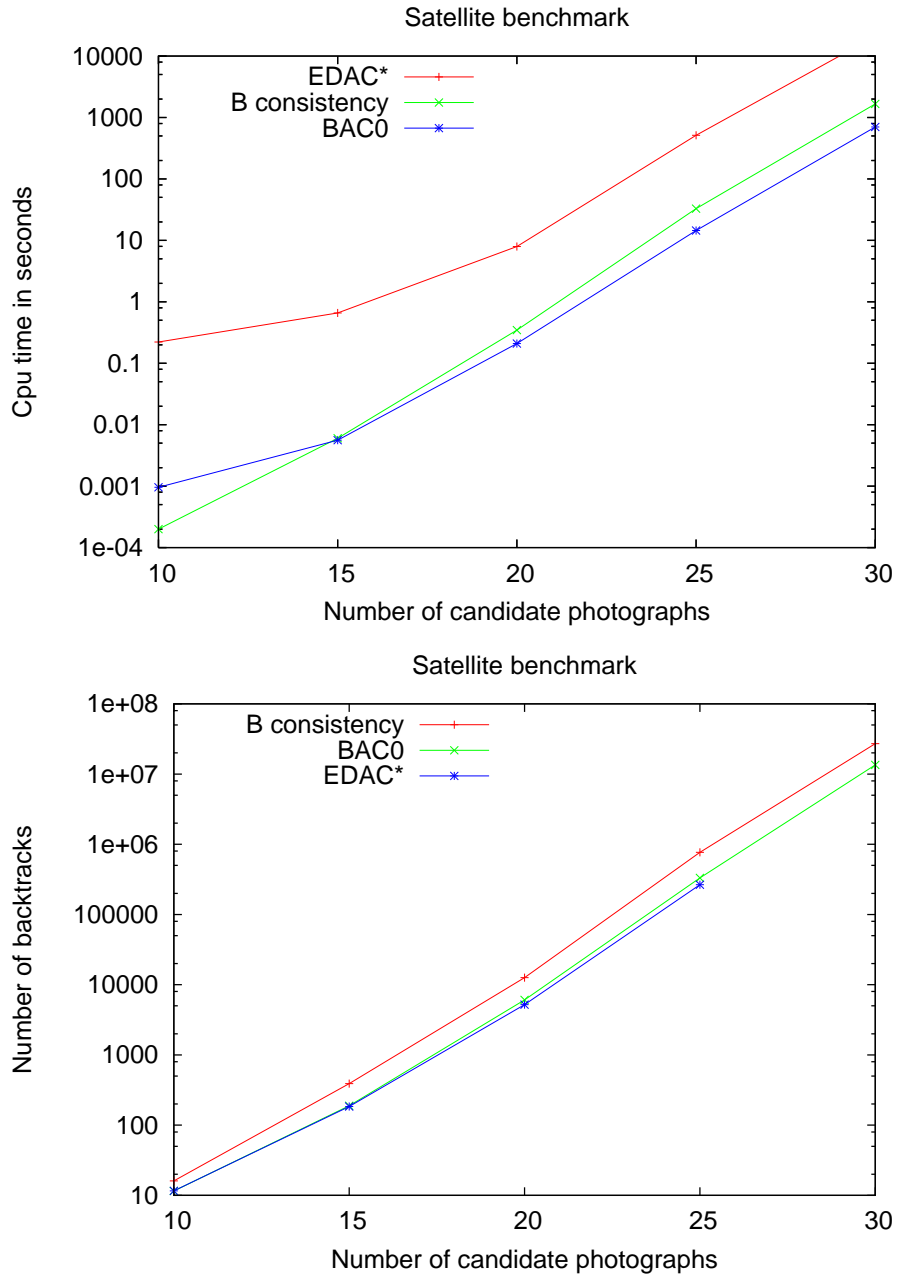 Satellite benchmark
10000
1000
100
10
1
0.1
0.01
0.001
1e-04
Cpu time in seconds
EDAC*
B consistency
BAC0
10 15 20 25 30
Number of candidate photographs
Satellite benchmark
1e+08
1e+07
1e+06
100000
10000
1000
100
10
Number of backtracks
B consistency
BAC0
EDAC*
10 15 20 25 30
Number of candidate photographs